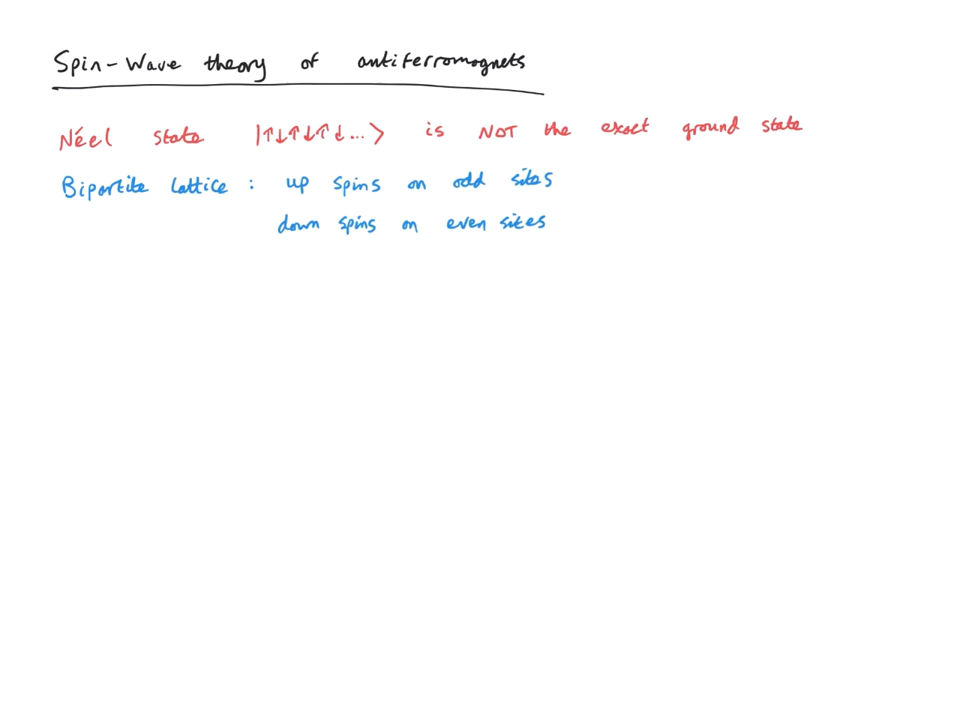 Spin-Wave theory of antiferromagnets
Néel state |↑↓↑↓↑↓...⟩ is NOT the exact ground state
Bipartite lattice : up spins on odd sites
down spins on even sites